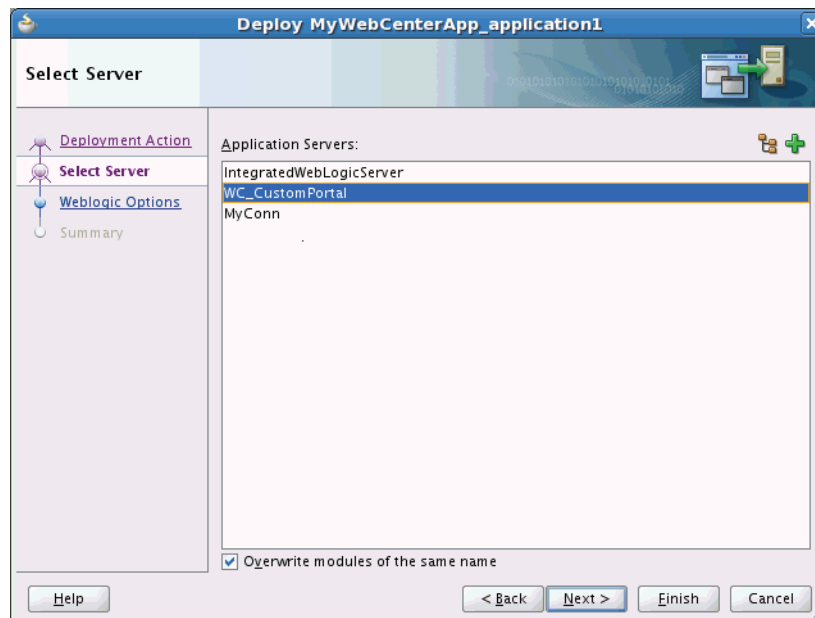 Deploy MyWebCenterApp_application1
Select Server
Deployment Action
Select Server
Weblogic Options
Summary
Application Servers:
IntegratedWebLogicServer
WC_CustomPortal
MyConn
Overwrite modules of the same name
Help
< Back
Next >
Finish
Cancel